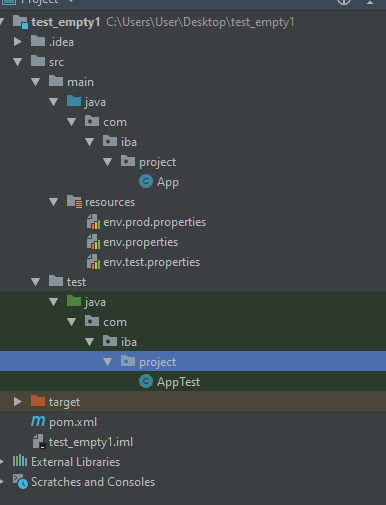 Project
test_empty1 C:\Users\User\Desktop\test_empty1
.idea
src
main
java
com
iba
project
App
resources
env.prod.properties
env.properties
env.test.properties
test
java
com
iba
project
AppTest
target
pom.xml
test_empty1.iml
External Libraries
Scratches and Consoles